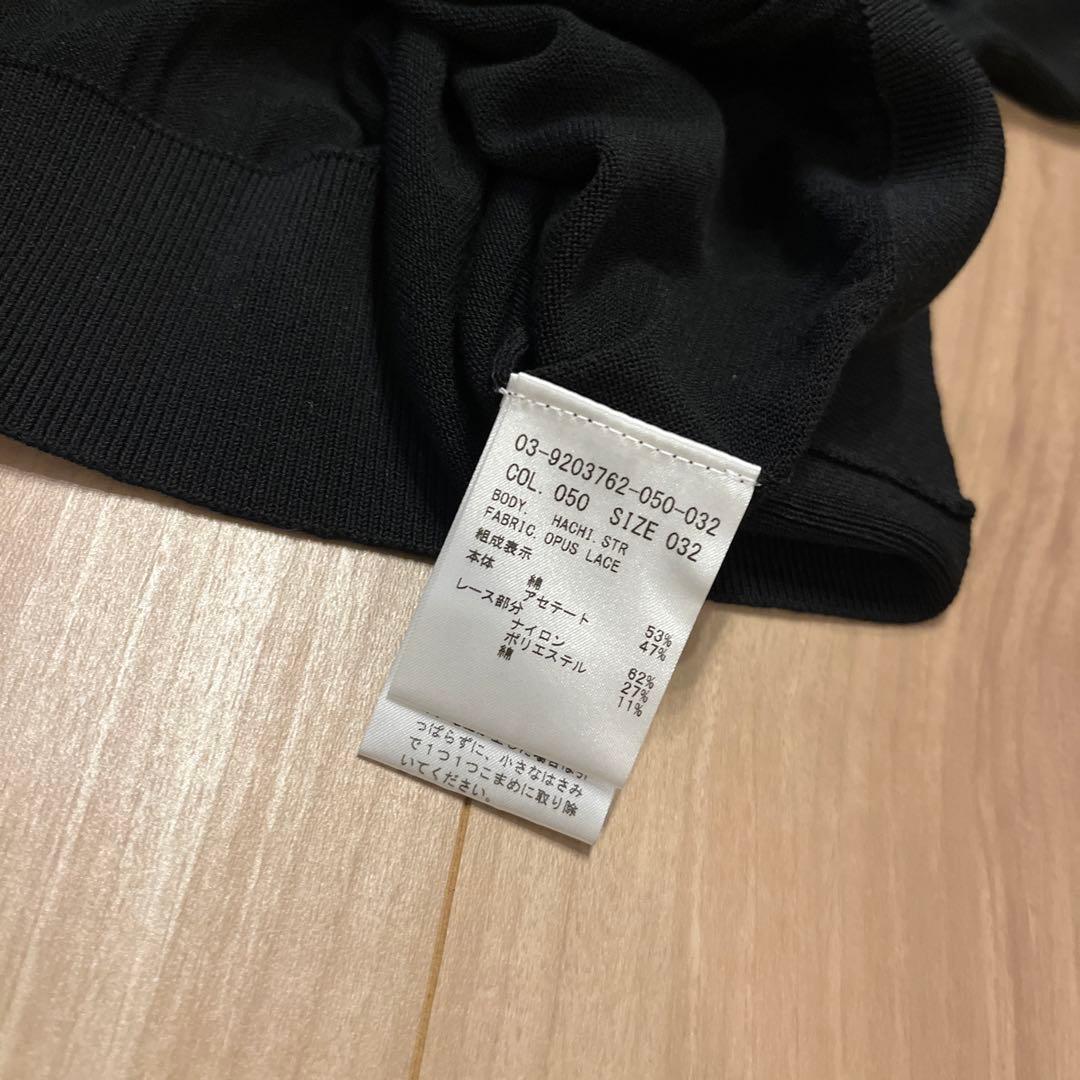 03-9203762-050-032
COL. 050 SIZE 032
BODY. HACHI.STR
FABRIC. OPUS LACE
組成表示
本体
綿 53%
アセテート 47%
レース部分
ナイロン 62%
ポリエステル 27%
綿 11%
っぱらずに、小さなはさみ
で1つ1つこまめに取り除
いてください。